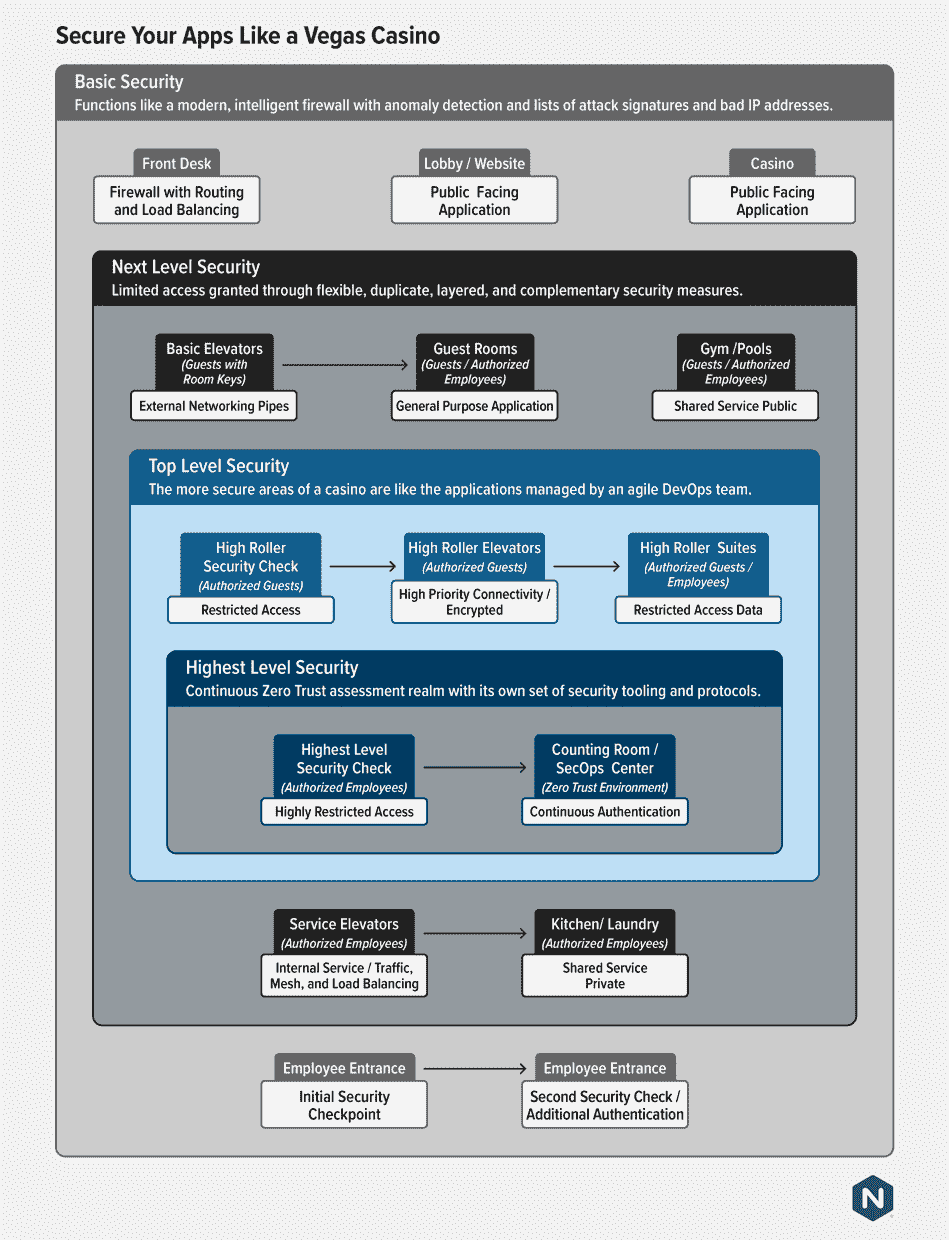 Secure Your Apps Like a Vegas Casino
Basic Security
Functions like a modern, intelligent firewall with anomaly detection and lists of attack signatures and bad IP addresses.
Front Desk
Firewall with Routing
and Load Balancing
Lobby / Website
Public Facing
Application
Casino
Public Facing
Application
Next Level Security
Limited access granted through flexible, duplicate, layered, and complementary security measures.
Basic Elevators
(Guests with
Room Keys)
External Networking Pipes
Guest Rooms
(Guests / Authorized
Employees)
General Purpose Application
Gym /Pools
(Guests / Authorized
Employees)
Shared Service Public
Top Level Security
The more secure areas of a casino are like the applications managed by an agile DevOps team.
High Roller
Security Check
(Authorized Guests)
Restricted Access
High Roller Elevators
(Authorized Guests)
High Priority Connectivity /
Encrypted
High Roller Suites
(Authorized Guests /
Employees)
Restricted Access Data
Highest Level Security
Continuous Zero Trust assessment realm with its own set of security tooling and protocols.
Highest Level
Security Check
(Authorized Employees)
Highly Restricted Access
Counting Room /
SecOps Center
(Zero Trust Environment)
Continuous Authentication
Service Elevators
(Authorized Employees)
Internal Service / Traffic,
Mesh, and Load Balancing
Kitchen/ Laundry
(Authorized Employees)
Shared Service
Private
Employee Entrance
Initial Security
Checkpoint
Employee Entrance
Second Security Check /
Additional Authentication
N